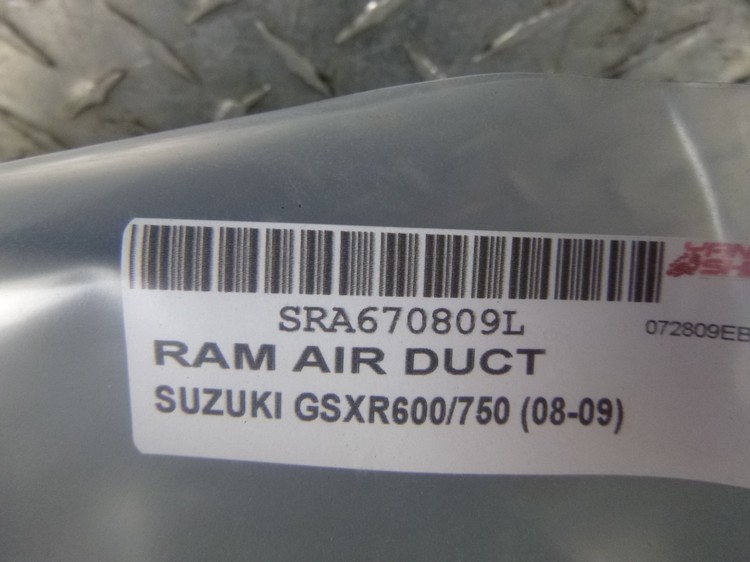 SRA670809L
072809EB
RAM AIR DUCT
SUZUKI GSXR600/750 (08-09)